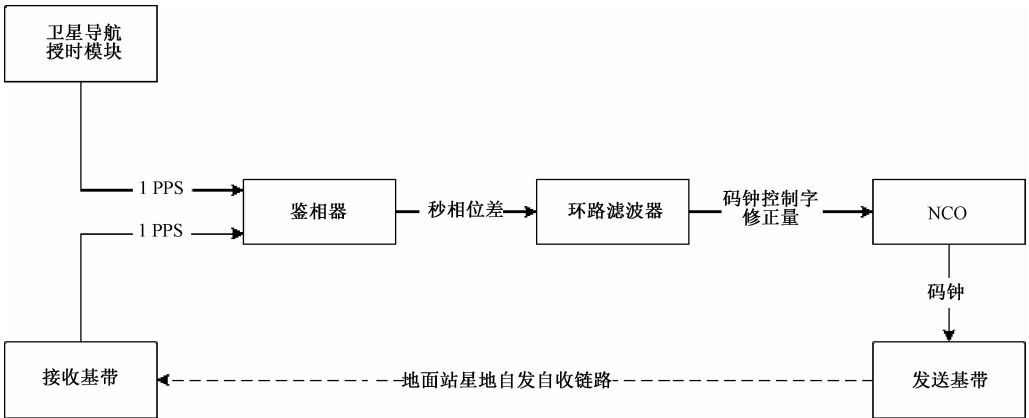 卫星导航
授时模块
1 PPS
1 PPS
鉴相器
秒相位差
环路滤波器
码钟控制字
修正量
NCO
码钟
接收基带
地面站星地自发自收链路
发送基带